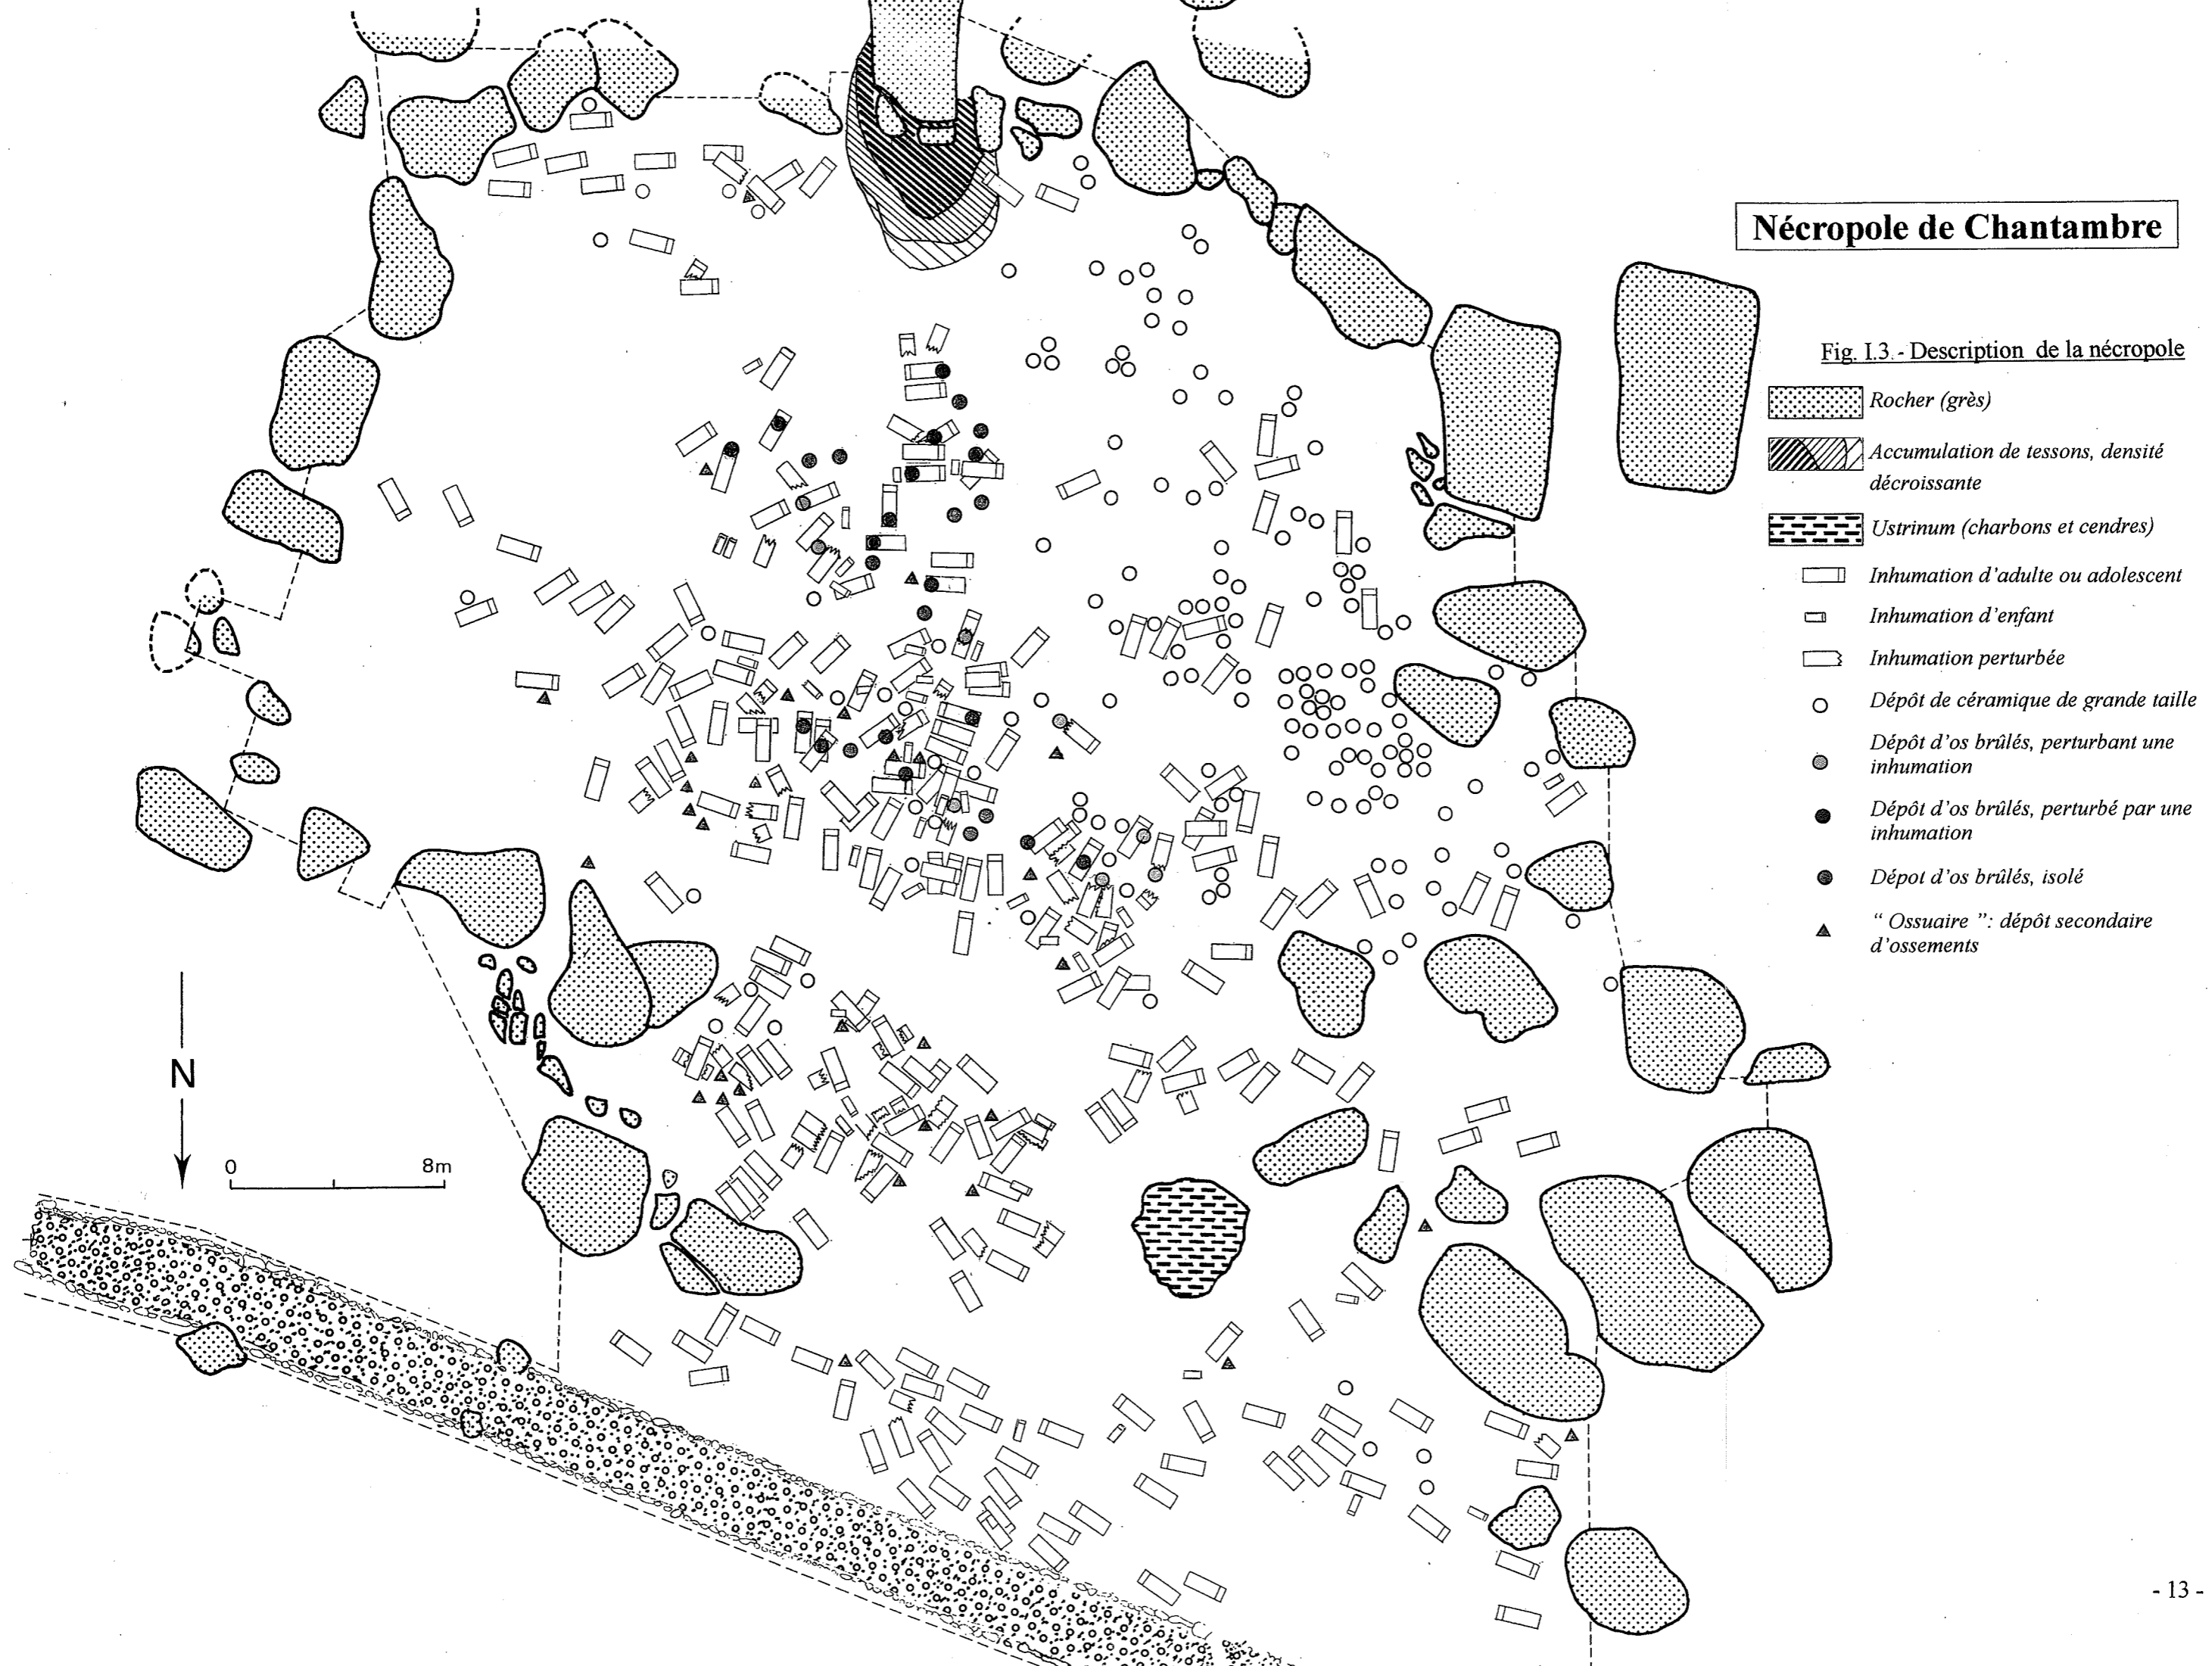 Nécropole de Chantambre
Fig. I.3.- Description de la nécropole
Rocher (grès)
Accumulation de tessons, densité
décroissante
Ustrinum (charbons et cendres)
Inhumation d'adulte ou adolescent
Inhumation d'enfant
Inhumation perturbée
Dépôt de céramique de grande taille
Dépôt d'os brûlés, perturbant une
inhumation
Dépôt d'os brûlés, perturbé par une
inhumation
Dépot d'os brûlés, isolé
“ Ossuaire ”: dépôt secondaire
d'ossements
N
0 8m
- 13 -